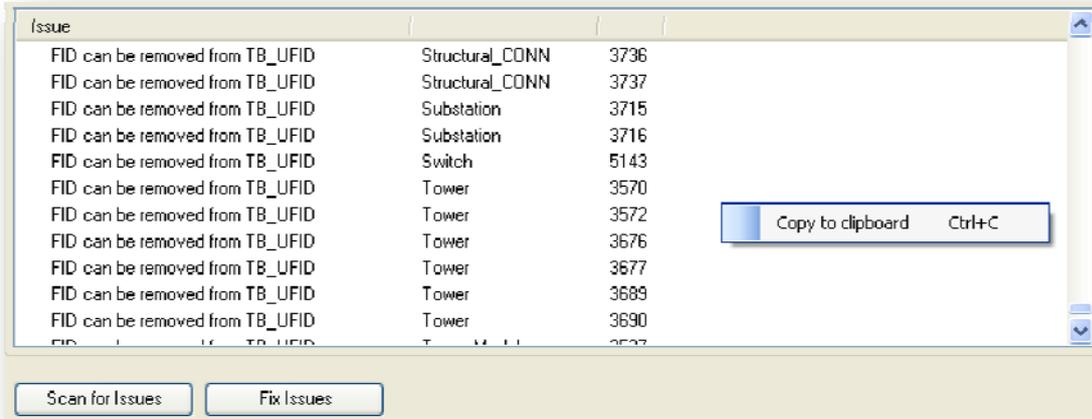 Issue
FID can be removed from TB_UFID Structural_CONN 3736
FID can be removed from TB_UFID Structural_CONN 3737
FID can be removed from TB_UFID Substation 3715
FID can be removed from TB_UFID Substation 3716
FID can be removed from TB_UFID Switch 5143
FID can be removed from TB_UFID Tower 3570
FID can be removed from TB_UFID Tower 3572
Copy to clipboard Ctrl+C
FID can be removed from TB_UFID Tower 3676
FID can be removed from TB_UFID Tower 3677
FID can be removed from TB_UFID Tower 3689
FID can be removed from TB_UFID Tower 3690
Scan for Issues Fix Issues